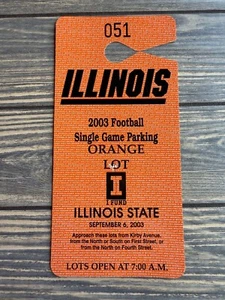 051
ILLINOIS
2003 Football
Single Game Parking
ORANGE
LOT
I
I FUND
ILLINOIS STATE
SEPTEMBER 6, 2003
Approach these lots from Kirby Avenue,
from the North or South on First Street, or
from the North on Fourth Street.
LOTS OPEN AT 7:00 A.M.